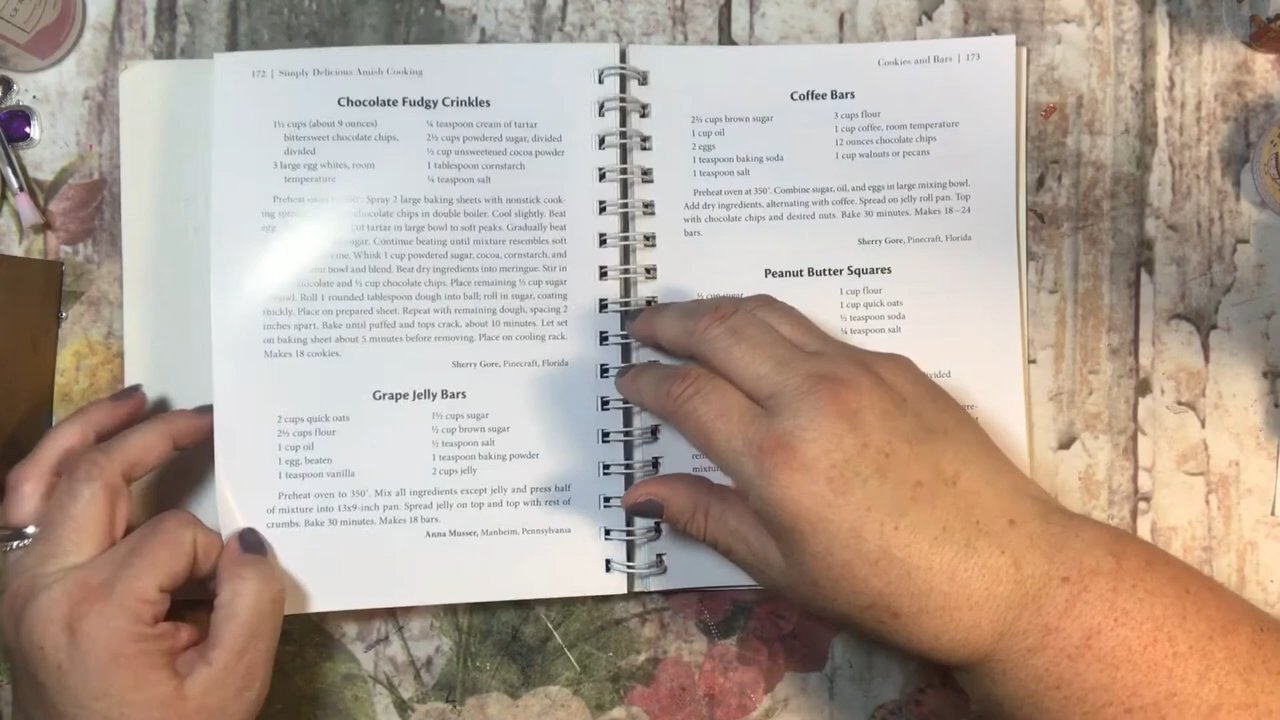 172 | Simply Delicious Amish Cooking
Chocolate Fudgy Crinkles
1½ cups (about 9 ounces)
bittersweet chocolate chips,
divided
3 large egg whites, room
temperature
¼ teaspoon cream of tartar
2½ cups powdered sugar, divided
½ cup unsweetened cocoa powder
1 tablespoon cornstarch
¼ teaspoon salt
Preheat Spray 2 large baking sheets with nonstick cook-
chocolate chips in double boiler. Cool slightly. Beat
egg of tartar in large bowl to soft peaks. Gradually beat
sugar. Continue beating until mixture resembles soft
Whisk 1 cup powdered sugar, cocoa, cornstarch, and
bowl and blend. Beat dry ingredients into meringue. Stir in
chocolate and ½ cup chocolate chips. Place remaining ½ cup sugar
bowl. Roll 1 rounded tablespoon dough into ball; roll in sugar, coating
thickly. Place on prepared sheet. Repeat with remaining dough, spacing 2
inches apart. Bake until puffed and tops crack, about 10 minutes. Let set
on baking sheet about 5 minutes before removing. Place on cooling rack.
Makes 18 cookies.
Sherry Gore, Pinecraft, Florida
Grape Jelly Bars
2 cups quick oats
2½ cups flour
1 cup oil
1 egg, beaten
1 teaspoon vanilla
1½ cups sugar
½ cup brown sugar
½ teaspoon salt
1 teaspoon baking powder
2 cups jelly
Preheat oven to 350°. Mix all ingredients except jelly and press half
of mixture into 13x9-inch pan. Spread jelly on top and top with rest of
crumbs. Bake 30 minutes. Makes 18 bars.
Anna Musser, Manheim, Pennsylvania
Cookies and Bars | 173
Coffee Bars
2⅔ cups brown sugar
1 cup oil
2 eggs
1 teaspoon baking soda
1 teaspoon salt
3 cups flour
1 cup coffee, room temperature
12 ounces chocolate chips
1 cup walnuts or pecans
Preheat oven at 350°. Combine sugar, oil, and eggs in large mixing bowl.
Add dry ingredients, alternating with coffee. Spread on jelly roll pan. Top
with chocolate chips and desired nuts. Bake 30 minutes. Makes 18–24
bars.
Sherry Gore, Pinecraft, Florida
Peanut Butter Squares
½ cup sugar
1 cup flour
1 cup quick oats
½ teaspoon soda
¼ teaspoon salt